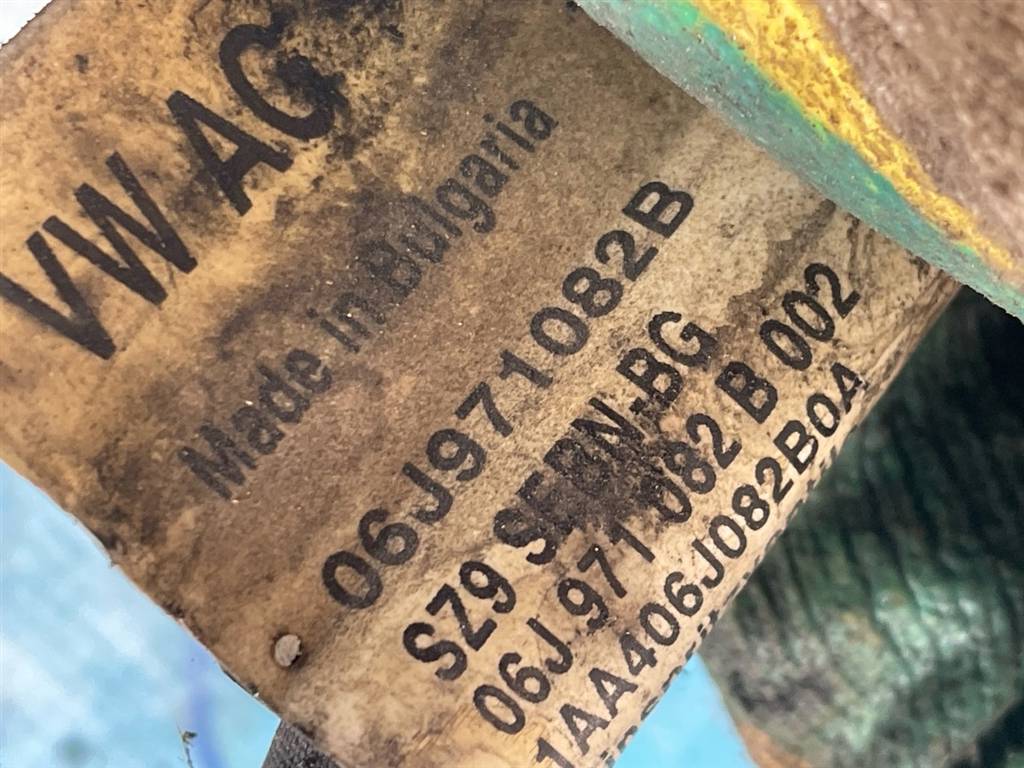 VW AG
Made in Bulgaria
06J971082B
SZ9 SEBN-BG
06J 971 082 B 002
1AA406J082B0A